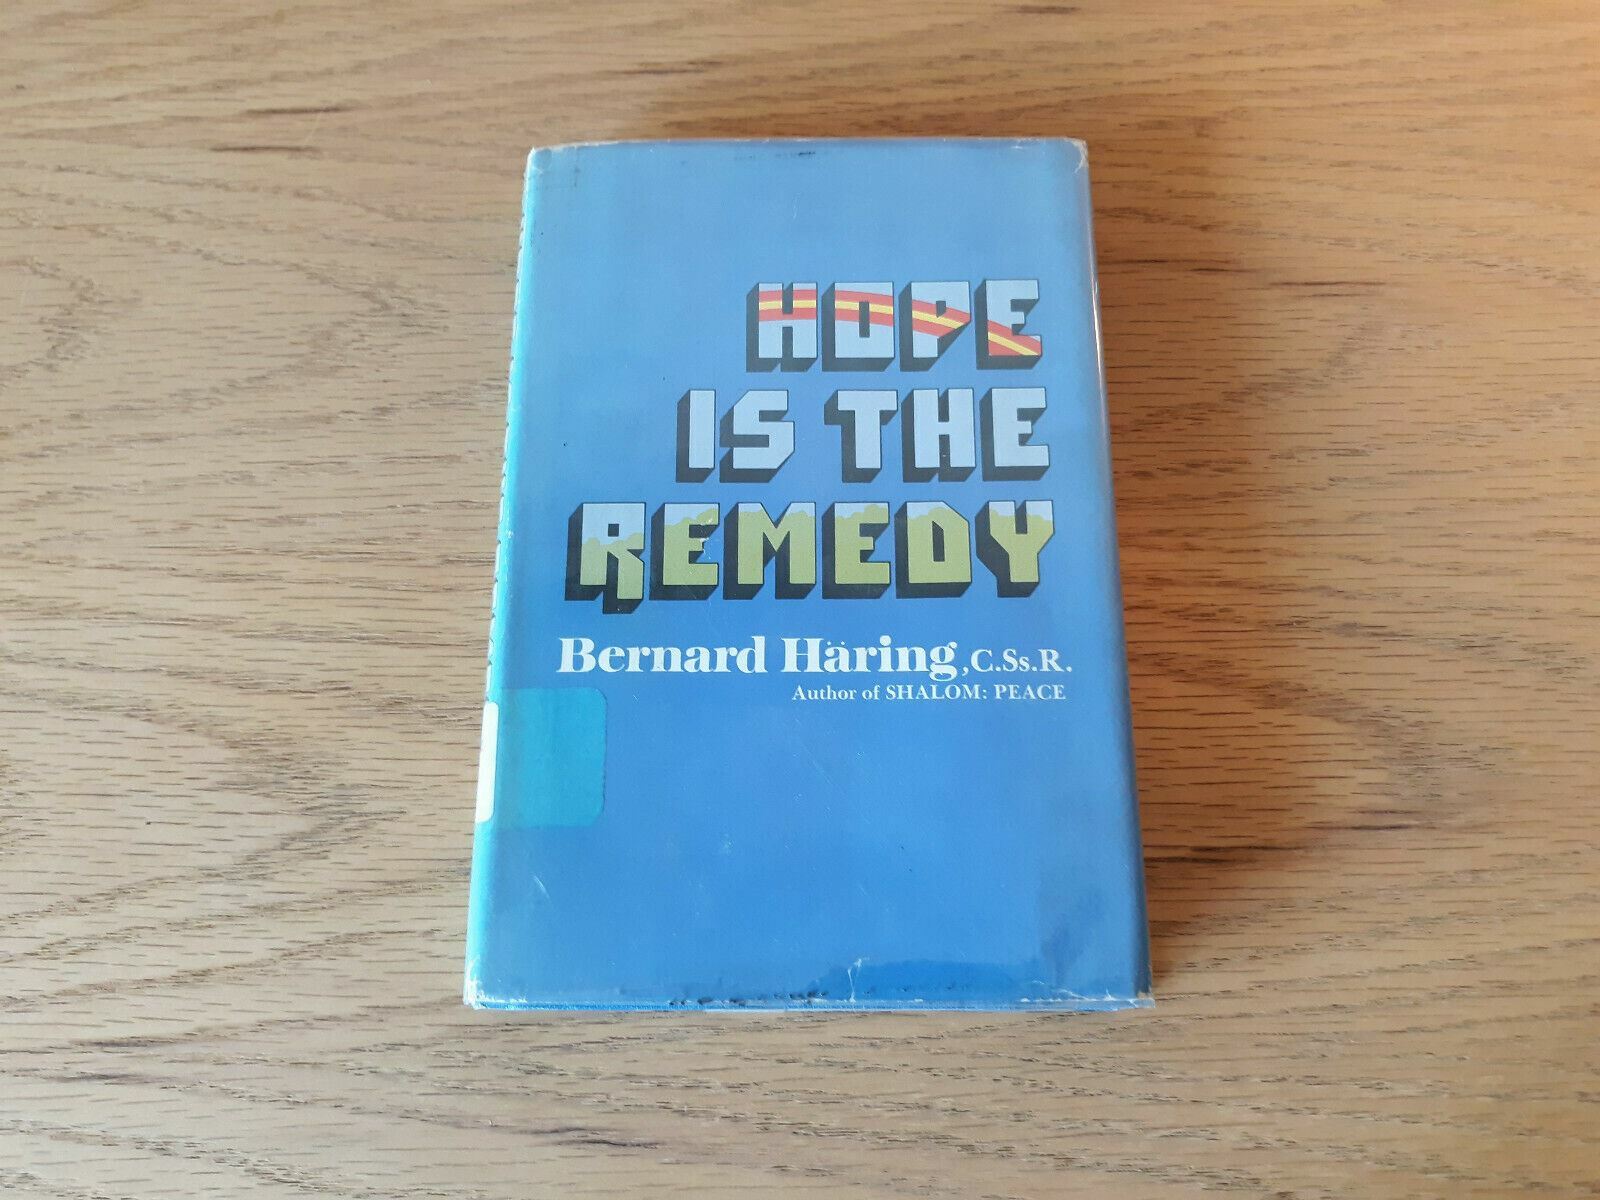 HOPE
IS THE
REMEDY
Bernard Häring, C.Ss.R.
Author of SHALOM: PEACE